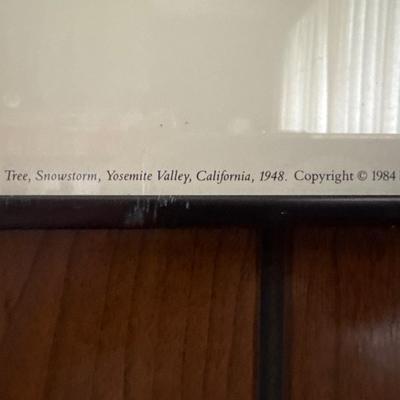 Tree, Snowstorm, Yosemite Valley, California, 1948. Copyright © 1984